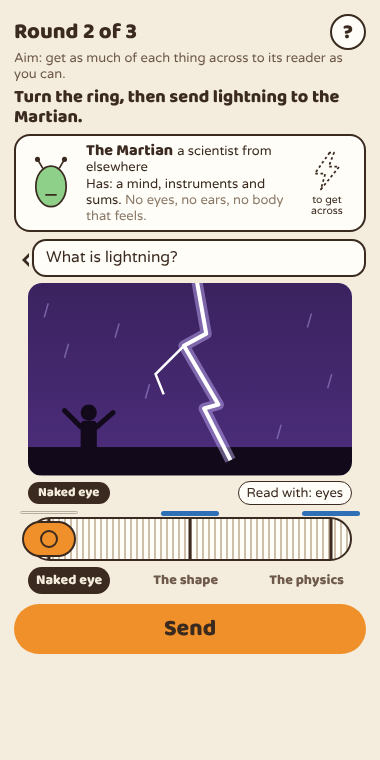 Round 2 of 3
?
Aim: get as much of each thing across to its reader as
you can.
Turn the ring, then send lightning to the
Martian.
The Martian a scientist from
elsewhere
Has: a mind, instruments and
sums. No eyes, no ears, no body
that feels.
to get
across
What is lightning?
Naked eye
Read with: eyes
Naked eye
The shape
The physics
Send